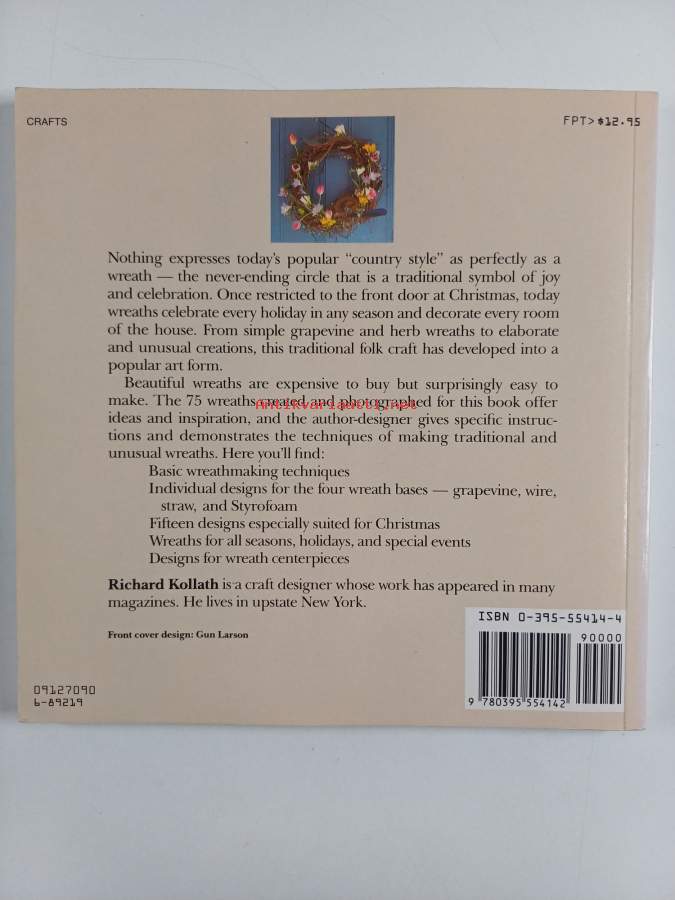 CRAFTS
FPT>$12.95
Nothing expresses today's popular “country style” as perfectly as a
wreath — the never-ending circle that is a traditional symbol of joy
and celebration. Once restricted to the front door at Christmas, today
wreaths celebrate every holiday in any season and decorate every room
of the house. From simple grapevine and herb wreaths to elaborate
and unusual creations, this traditional folk craft has developed into a
popular art form.
Beautiful wreaths are expensive to buy but surprisingly easy to
make. The 75 wreaths created and photographed for this book offer
Antikvariaatti.net
ideas and inspiration, and the author-designer gives specific instruc-
tions and demonstrates the techniques of making traditional and
unusual wreaths. Here you'll find:
Basic wreathmaking techniques
Individual designs for the four wreath bases — grapevine, wire,
straw, and Styrofoam
Fifteen designs especially suited for Christmas
Wreaths for all seasons, holidays, and special events
Designs for wreath centerpieces
Richard Kollath is a craft designer whose work has appeared in many
magazines. He lives in upstate New York.
Front cover design: Gun Larson
ISBN 0-395-55414-4
90000
9 780395 554142
09127090
6-89219